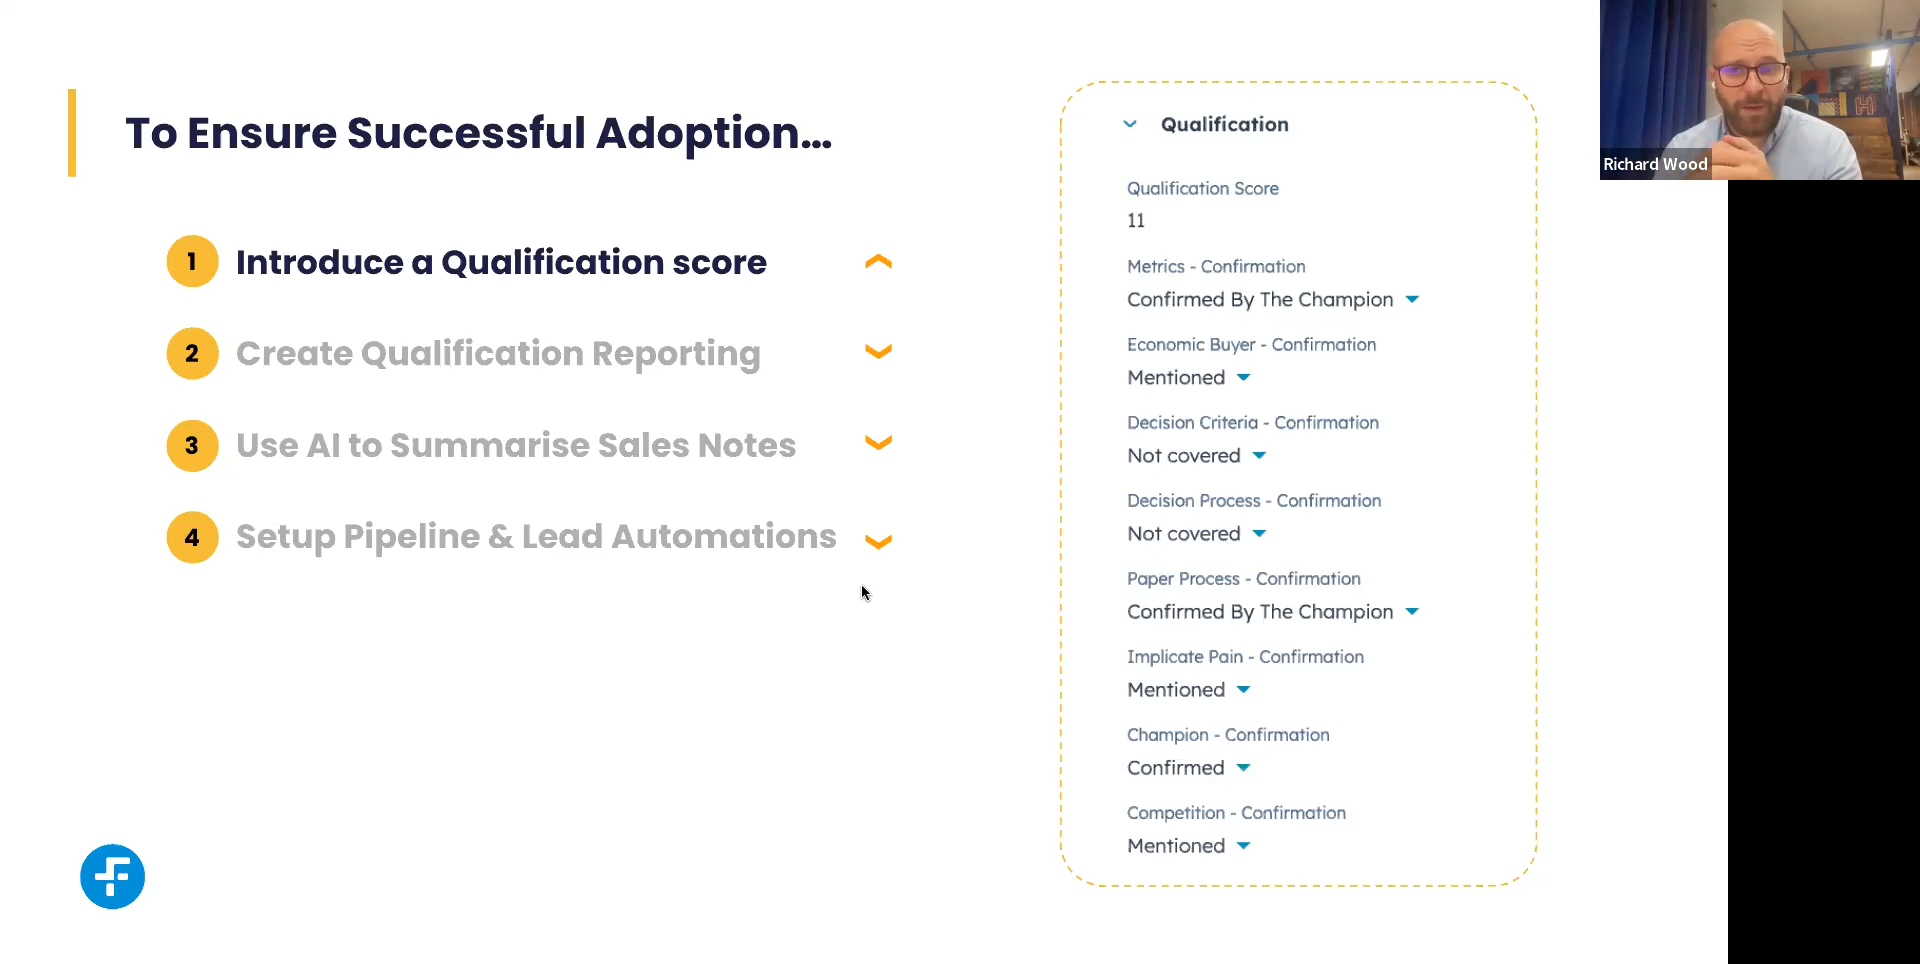 To Ensure Successful Adoption...
1 Introduce a Qualification score
2 Create Qualification Reporting
3 Use AI to Summarise Sales Notes
4 Setup Pipeline & Lead Automations
Qualification
Qualification Score
11
Metrics - Confirmation
Confirmed By The Champion
Economic Buyer - Confirmation
Mentioned
Decision Criteria - Confirmation
Not covered
Decision Process - Confirmation
Not covered
Paper Process - Confirmation
Confirmed By The Champion
Implicate Pain - Confirmation
Mentioned
Champion - Confirmation
Confirmed
Competition - Confirmation
Mentioned
Richard Wood